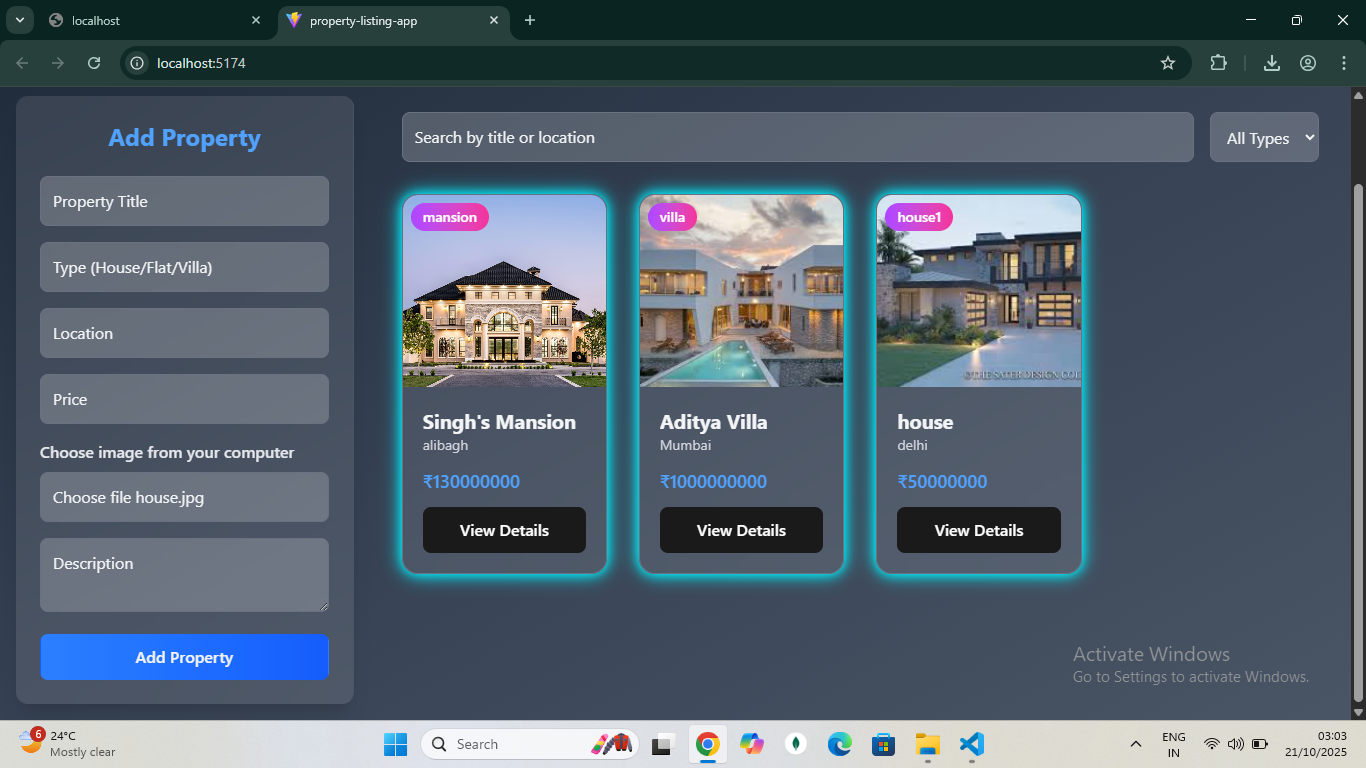 localhost
property-listing-app
localhost:5174
Add Property
Property Title
Type (House/Flat/Villa)
Location
Price
Choose image from your computer
Choose file house.jpg
Description
Add Property
Search by title or location
All Types
mansion
Singh's Mansion
alibagh
₹130000000
View Details
villa
Aditya Villa
Mumbai
₹1000000000
View Details
house1
©THE SATER DESIGN COL
house
delhi
₹50000000
View Details
Activate Windows
Go to Settings to activate Windows.
6
24°C
Mostly clear
Search
ENG
IN
03:03
21/10/2025